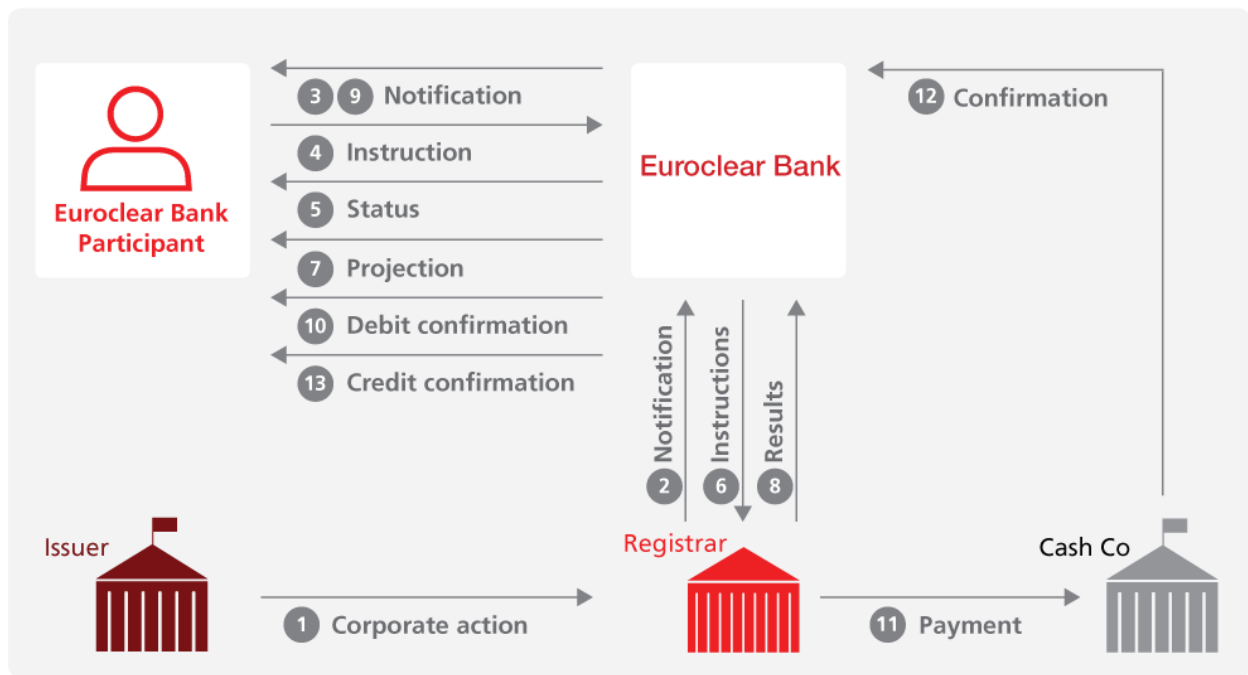 3 9 Notification
12 Confirmation
4 Instruction
Euroclear Bank
Euroclear Bank
Participant
5 Status
7 Projection
10 Debit confirmation
13 Credit confirmation
2 Notification
6 Instructions
8 Results
Issuer
Registrar
Cash Co
1 Corporate action
11 Payment